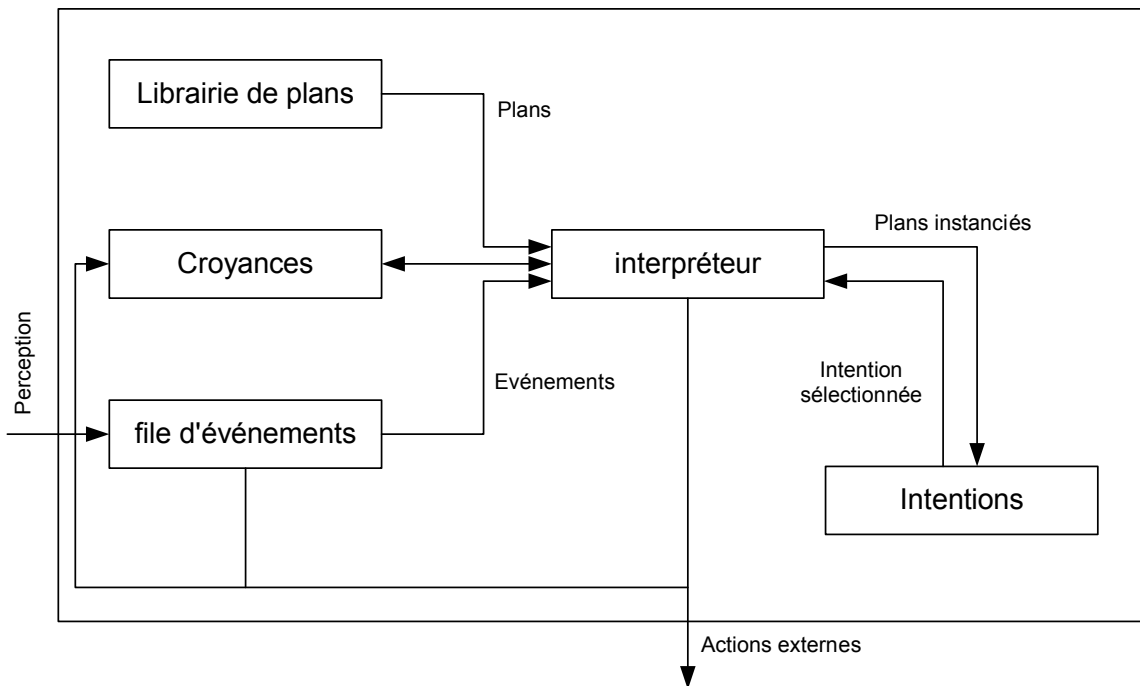 Librairie de plans
Plans
Croyances
interpréteur
Plans instanciés
Perception
file d'événements
Evénements
Intention
sélectionnée
Intentions
Actions externes